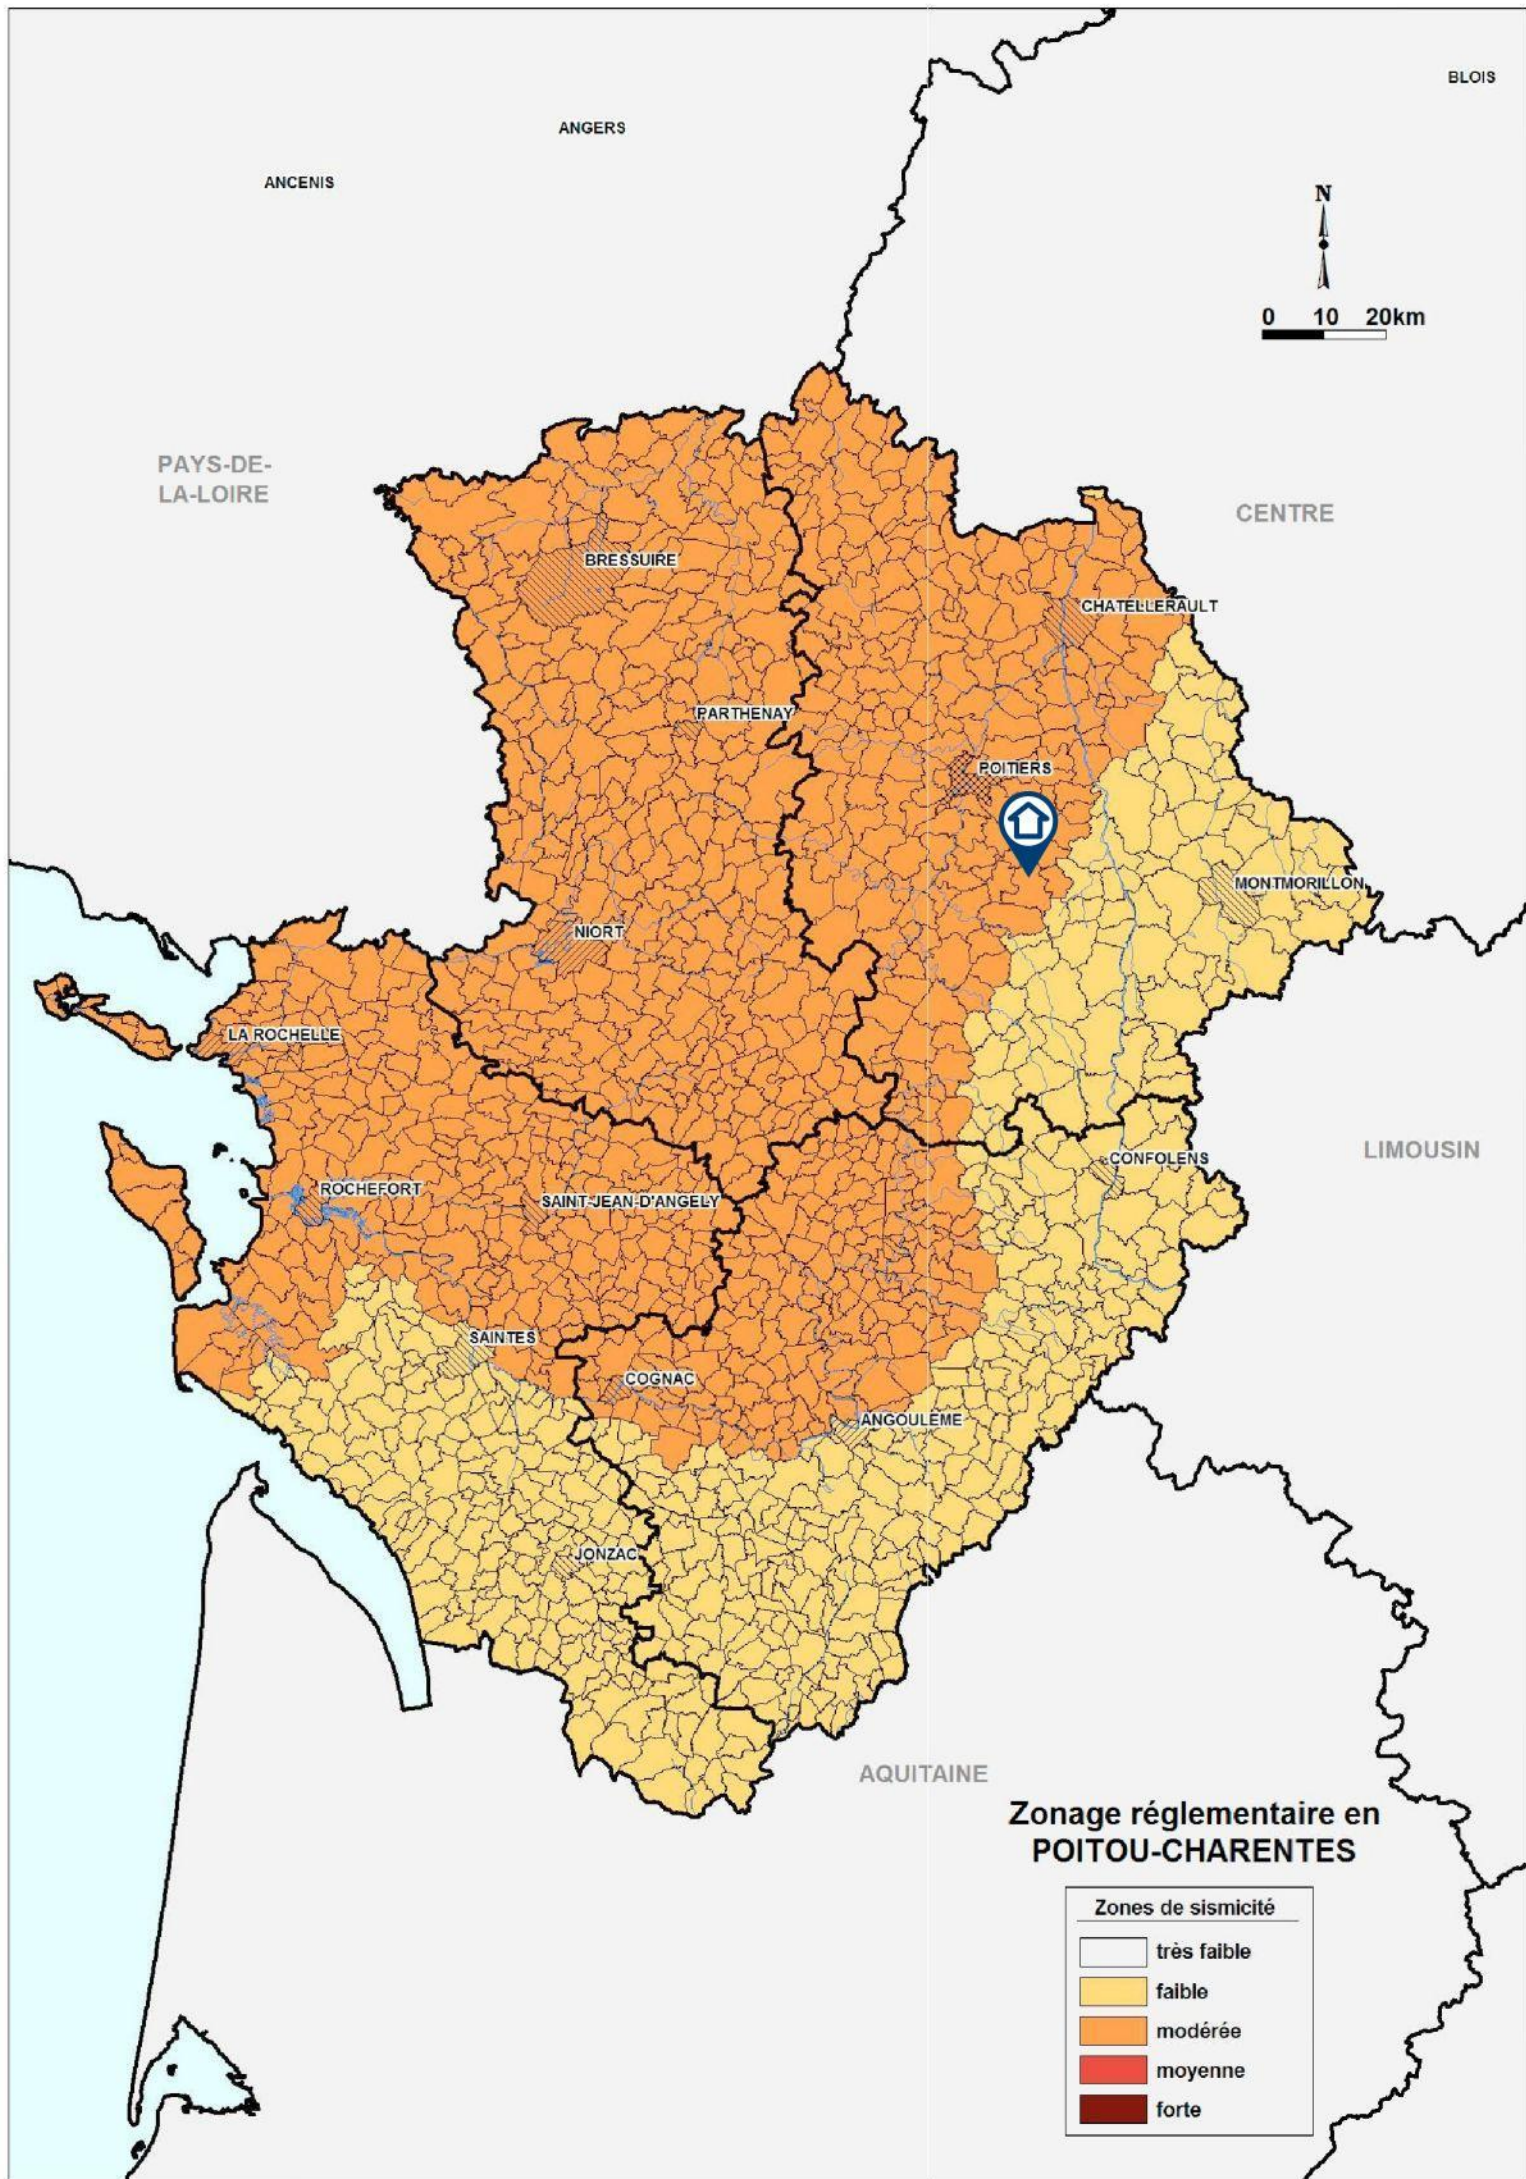 BLOIS
ANGERS
ANCENIS
N
0 10 20km
PAYS-DE-
LA-LOIRE
CENTRE
BRESSUIRE
CHATELLERAULT
PARTHENAY
POITIERS
MONTMORILLON
NIORT
LA ROCHELLE
LIMOUSIN
CONFOLENS
ROCHEFORT
SAINT-JEAN-D'ANGELY
SAINTES
COGNAC
ANGOULEME
JONZAC
AQUITAINE
Zonage réglementaire en
POITOU-CHARENTES
Zones de sismicité
très faible
faible
modérée
moyenne
forte